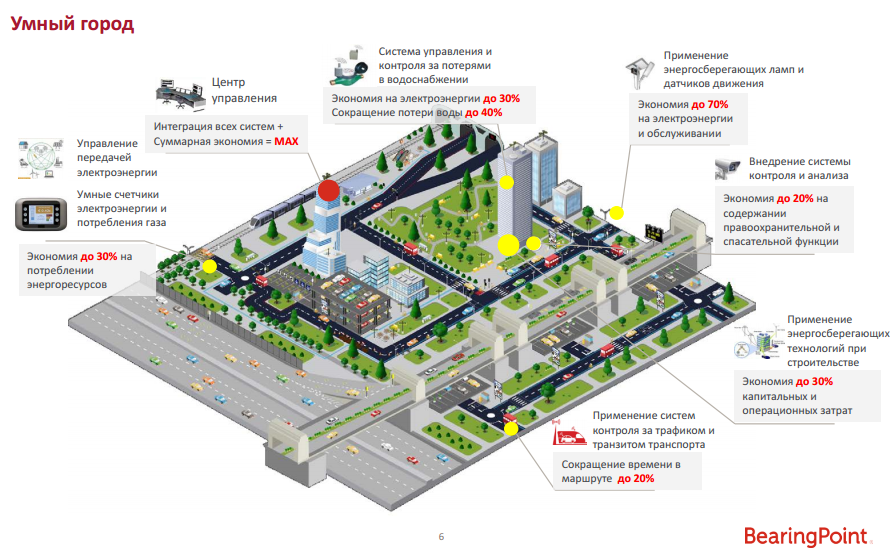 Умный город
Центр
управления
Интеграция всех систем +
Суммарная экономия = MAX
Система управления и
контроля за потерями
в водоснабжении
Экономия на электроэнергии до 30%
Сокращение потери воды до 40%
Применение
энергосберегающих ламп и
датчиков движения
Экономия до 70%
на электроэнергии
и обслуживании
Управление
передачей
электроэнергии
Умные счетчики
электроэнергии и
потребления газа
Экономия до 30% на
потреблении
энергоресурсов
Внедрение системы
контроля и анализа
Экономия до 20% на
содержании
правоохранительной и
спасательной функции
Применение
энергосберегающих
технологий при
строительстве
Экономия до 30%
капитальных и
операционных затрат
Применение систем
контроля за трафиком и
транзитом транспорта
Сокращение времени в
маршруте до 20%
6
BearingPoint